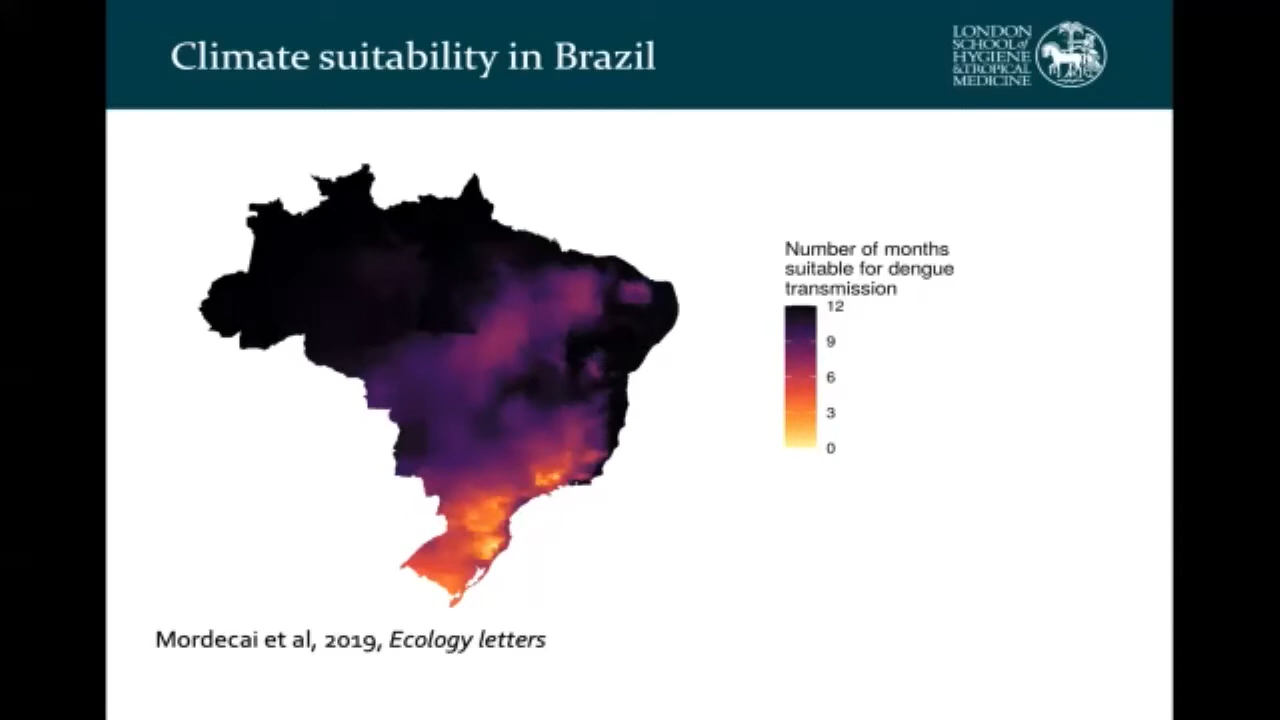 Climate suitability in Brazil
LONDON
SCHOOL of
HYGIENE
& TROPICAL
MEDICINE
Number of months
suitable for dengue
transmission
12
9
6
3
0
Mordecai et al, 2019, Ecology letters